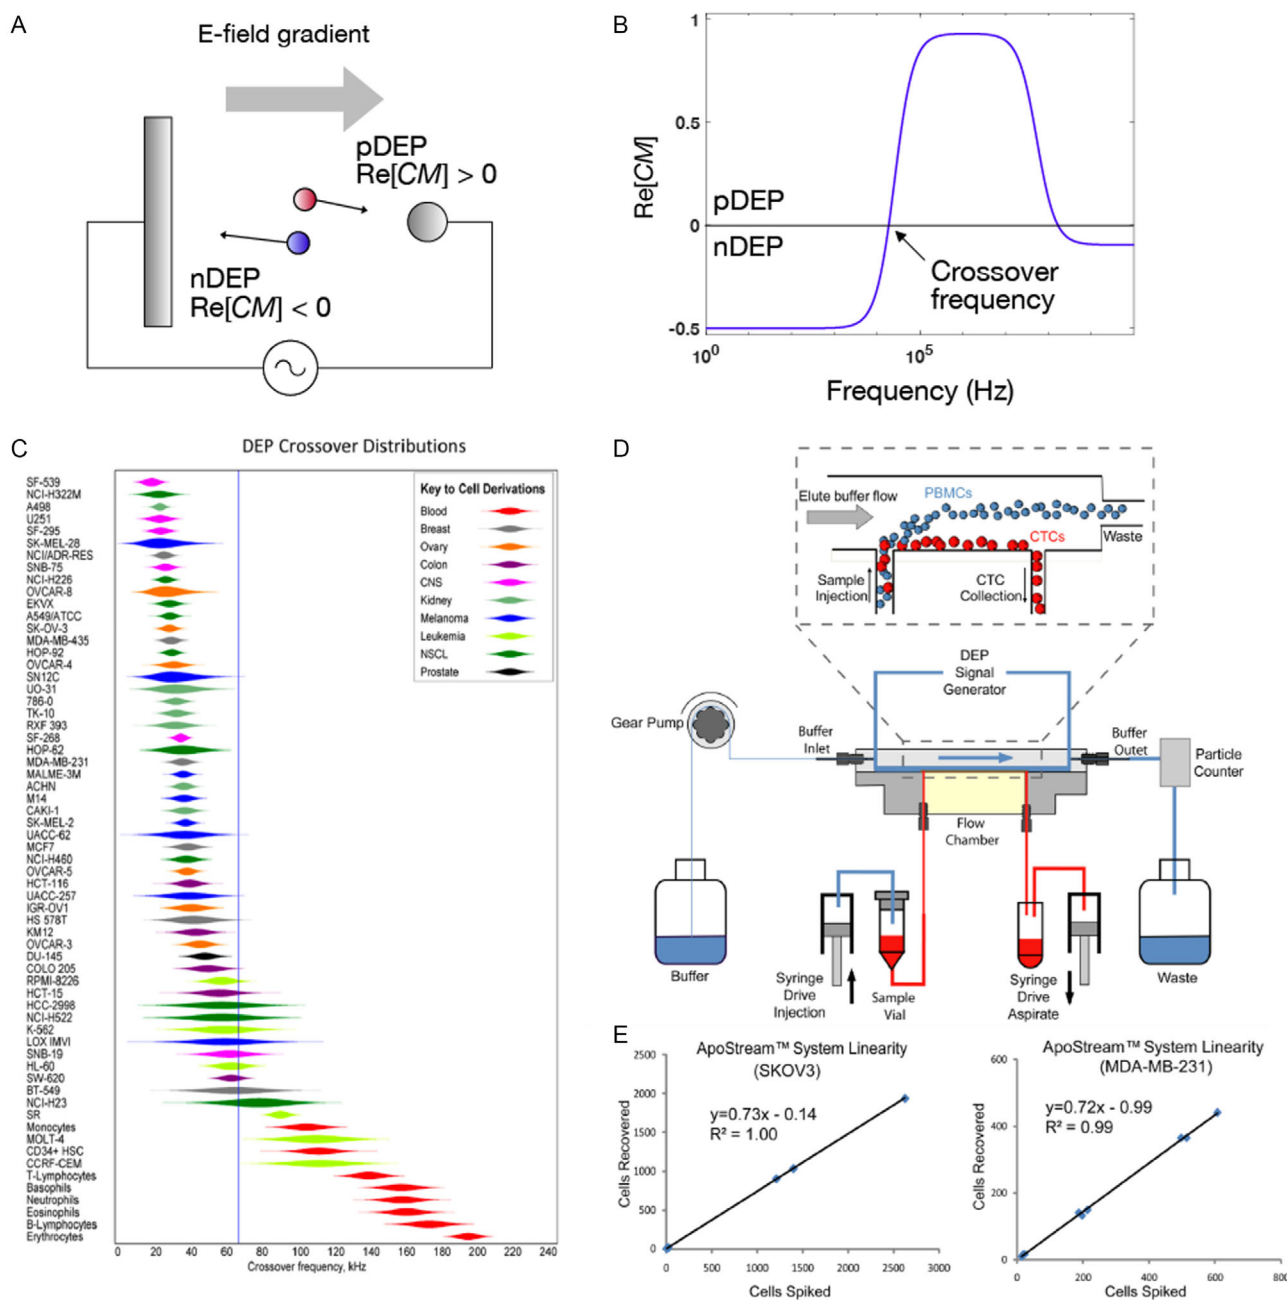 A
E-field gradient
pDEP
Re[CM] > 0
nDEP
Re[CM] < 0
B
Re[CM]
1
0.5
0
-0.5
pDEP
nDEP
Crossover
frequency
10⁰
10⁵
Frequency (Hz)
C
DEP Crossover Distributions
SF-539
NCI-H322M
A498
U251
SF-295
SK-MEL-28
NCI/ADR-RES
SNB-75
NCI-H226
OVCAR-8
EKVX
A549/ATCC
SK-OV-3
MDA-MB-435
HOP-92
OVCAR-4
SN12C
UO-31
786-0
TK-10
RXF 393
SF-268
HOP-62
MDA-MB-231
MALME-3M
ACHN
M14
CAKI-1
SK-MEL-2
UACC-62
MCF7
NCI-H460
OVCAR-5
HCT-116
UACC-257
IGR-OV1
HS 578T
KM12
OVCAR-3
DU-145
COLO 205
RPMI-8226
HCT-15
HCC-2998
NCI-H522
K-562
LOX IMVI
SNB-19
HL-60
SW-620
BT-549
NCI-H23
SR
Monocytes
MOLT-4
CD34+ HSC
CCRF-CEM
T-Lymphocytes
Basophils
Neutrophils
Eosinophils
B-Lymphocytes
Erythrocytes
Key to Cell Derivations
Blood
Breast
Ovary
Colon
CNS
Kidney
Melanoma
Leukemia
NSCL
Prostate
0 20 40 60 80 100 120 140 160 180 200 220 240
Crossover frequency, kHz
D
Elute buffer flow
PBMCs
CTCs
Waste
Sample
Injection
CTC
Collection
DEP
Signal
Generator
Gear Pump
Buffer
Inlet
Buffer
Outet
Particle
Counter
Flow
Chamber
Buffer
Syringe
Drive
Injection
Sample
Vial
Syringe
Drive
Aspirate
Waste
E
ApoStream™ System Linearity
(SKOV3)
y=0.73x - 0.14
R² = 1.00
Cells Recovered
2500
2000
1500
1000
500
0
0 500 1000 1500 2000 2500 3000
Cells Spiked
ApoStream™ System Linearity
(MDA-MB-231)
y=0.72x - 0.99
R² = 0.99
Cells Recovered
600
400
200
0
0 200 400 600 800
Cells Spiked